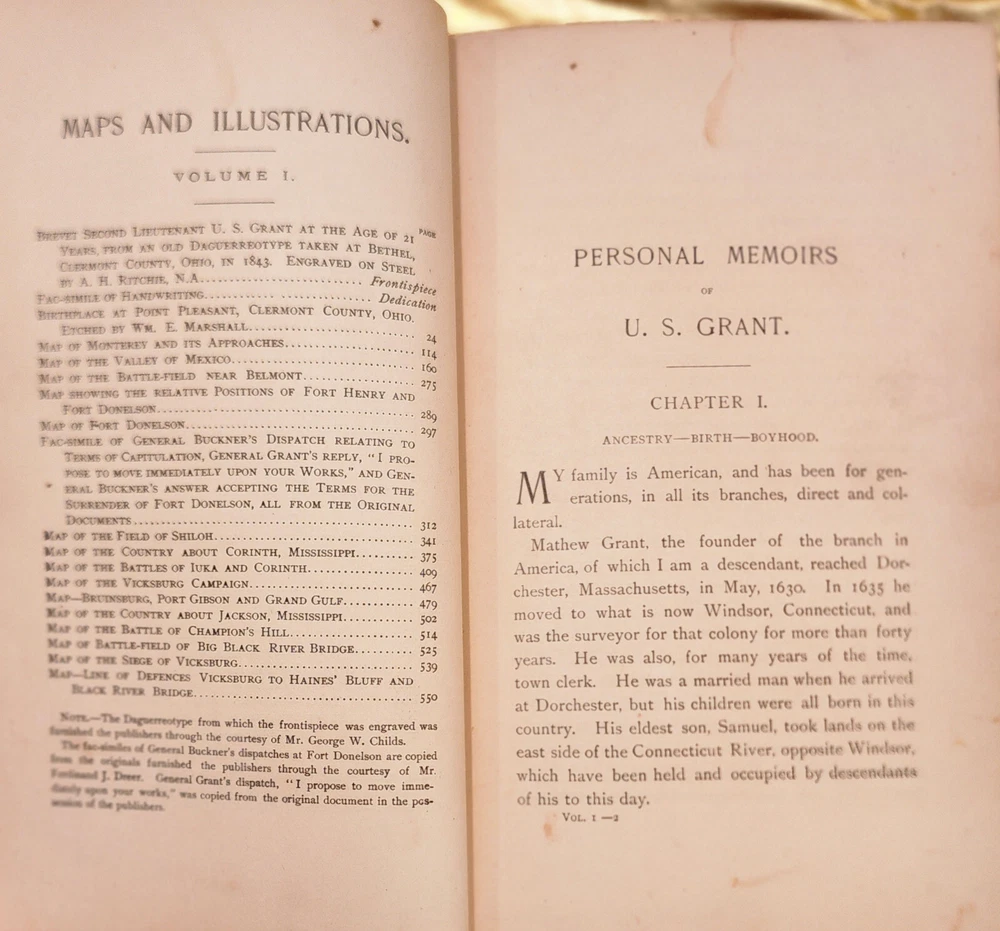 MAPS AND ILLUSTRATIONS.
VOLUME I.
PAGE
BREVET SECOND LIEUTENANT U. S. GRANT AT THE AGE OF 21
YEARS, FROM AN OLD DAGUERREOTYPE TAKEN AT BETHEL,
CLERMONT COUNTY, OHIO, IN 1843. ENGRAVED ON STEEL
BY A. H. RITCHIE, N.A. Frontispiece
FAC-SIMILE OF HANDWRITING. Dedication
BIRTHPLACE AT POINT PLEASANT, CLERMONT COUNTY, OHIO.
ETCHED BY WM. E. MARSHALL. 24
MAP OF MONTEREY AND ITS APPROACHES. 114
MAP OF THE VALLEY OF MEXICO. 160
MAP OF THE BATTLE-FIELD NEAR BELMONT. 275
MAP SHOWING THE RELATIVE POSITIONS OF FORT HENRY AND
FORT DONELSON. 289
MAP OF FORT DONELSON. 297
FAC-SIMILE OF GENERAL BUCKNER'S DISPATCH RELATING TO
TERMS OF CAPITULATION, GENERAL GRANT'S REPLY, "I PRO-
POSE TO MOVE IMMEDIATELY UPON YOUR WORKS," AND GEN-
ERAL BUCKNER'S ANSWER ACCEPTING THE TERMS FOR THE
SURRENDER OF FORT DONELSON, ALL FROM THE ORIGINAL
DOCUMENTS. 312
MAP OF THE FIELD OF SHILOH. 341
MAP OF THE COUNTRY ABOUT CORINTH, MISSISSIPPI. 375
MAP OF THE BATTLES OF IUKA AND CORINTH. 409
MAP OF THE VICKSBURG CAMPAIGN. 467
MAP—BRUINSBURG, PORT GIBSON AND GRAND GULF. 479
MAP OF THE COUNTRY ABOUT JACKSON, MISSISSIPPI. 502
MAP OF THE BATTLE OF CHAMPION'S HILL. 514
MAP OF BATTLE-FIELD OF BIG BLACK RIVER BRIDGE. 525
MAP OF THE SIEGE OF VICKSBURG. 539
MAP—LINE OF DEFENCES VICKSBURG TO HAINES' BLUFF AND
BLACK RIVER BRIDGE. 550
NOTE.—The Daguerreotype from which the frontispiece was engraved was
furnished the publishers through the courtesy of Mr. George W. Childs.
The fac-similes of General Buckner's dispatches at Fort Donelson are copied
from the originals furnished the publishers through the courtesy of Mr.
Ferdinand J. Dreer. General Grant's dispatch, "I propose to move imme-
diately upon your works," was copied from the original document in the pos-
session of the publishers.
PERSONAL MEMOIRS
OF
U. S. GRANT.
CHAPTER I.
ANCESTRY—BIRTH—BOYHOOD.
MY family is American, and has been for gen-
erations, in all its branches, direct and col-
lateral.
Mathew Grant, the founder of the branch in
America, of which I am a descendant, reached Dor-
chester, Massachusetts, in May, 1630. In 1635 he
moved to what is now Windsor, Connecticut, and
was the surveyor for that colony for more than forty
years. He was also, for many years of the time,
town clerk. He was a married man when he arrived
at Dorchester, but his children were all born in this
country. His eldest son, Samuel, took lands on the
east side of the Connecticut River, opposite Windsor,
which have been held and occupied by descendants
of his to this day.
VOL. I—2